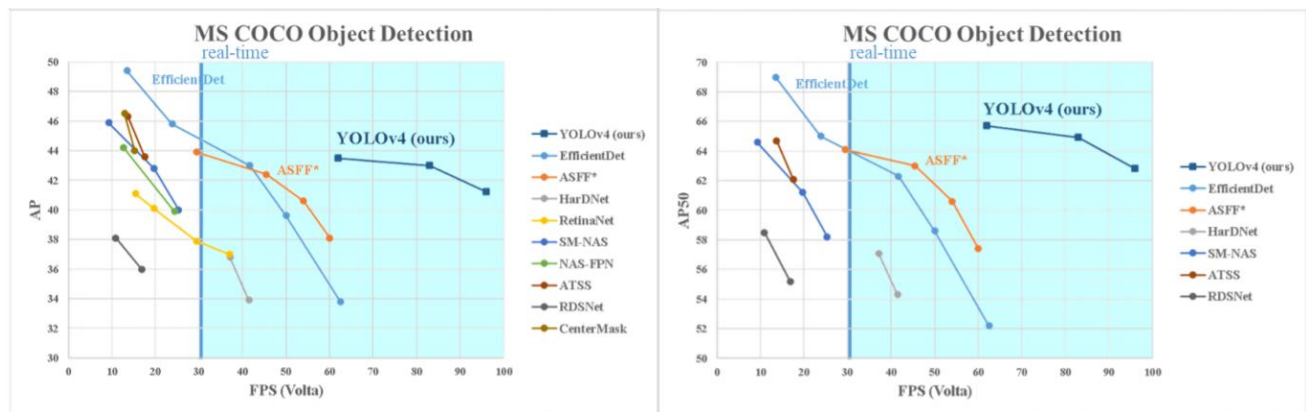 MS COCO Object Detection
real-time
EfficientDet
YOLOv4 (ours)
ASFF*
AP
50
48
46
44
42
40
38
36
34
32
30
0 10 20 30 40 50 60 70 80 90 100
FPS (Volta)
YOLOv4 (ours)
EfficientDet
ASFF*
HarDNet
RetinaNet
SM-NAS
NAS-FPN
ATSS
RDSNet
CenterMask
MS COCO Object Detection
real-time
EfficientDet
YOLOv4 (ours)
ASFF*
AP50
70
68
66
64
62
60
58
56
54
52
50
0 10 20 30 40 50 60 70 80 90 100
FPS (Volta)
YOLOv4 (ours)
EfficientDet
ASFF*
HarDNet
SM-NAS
ATSS
RDSNet